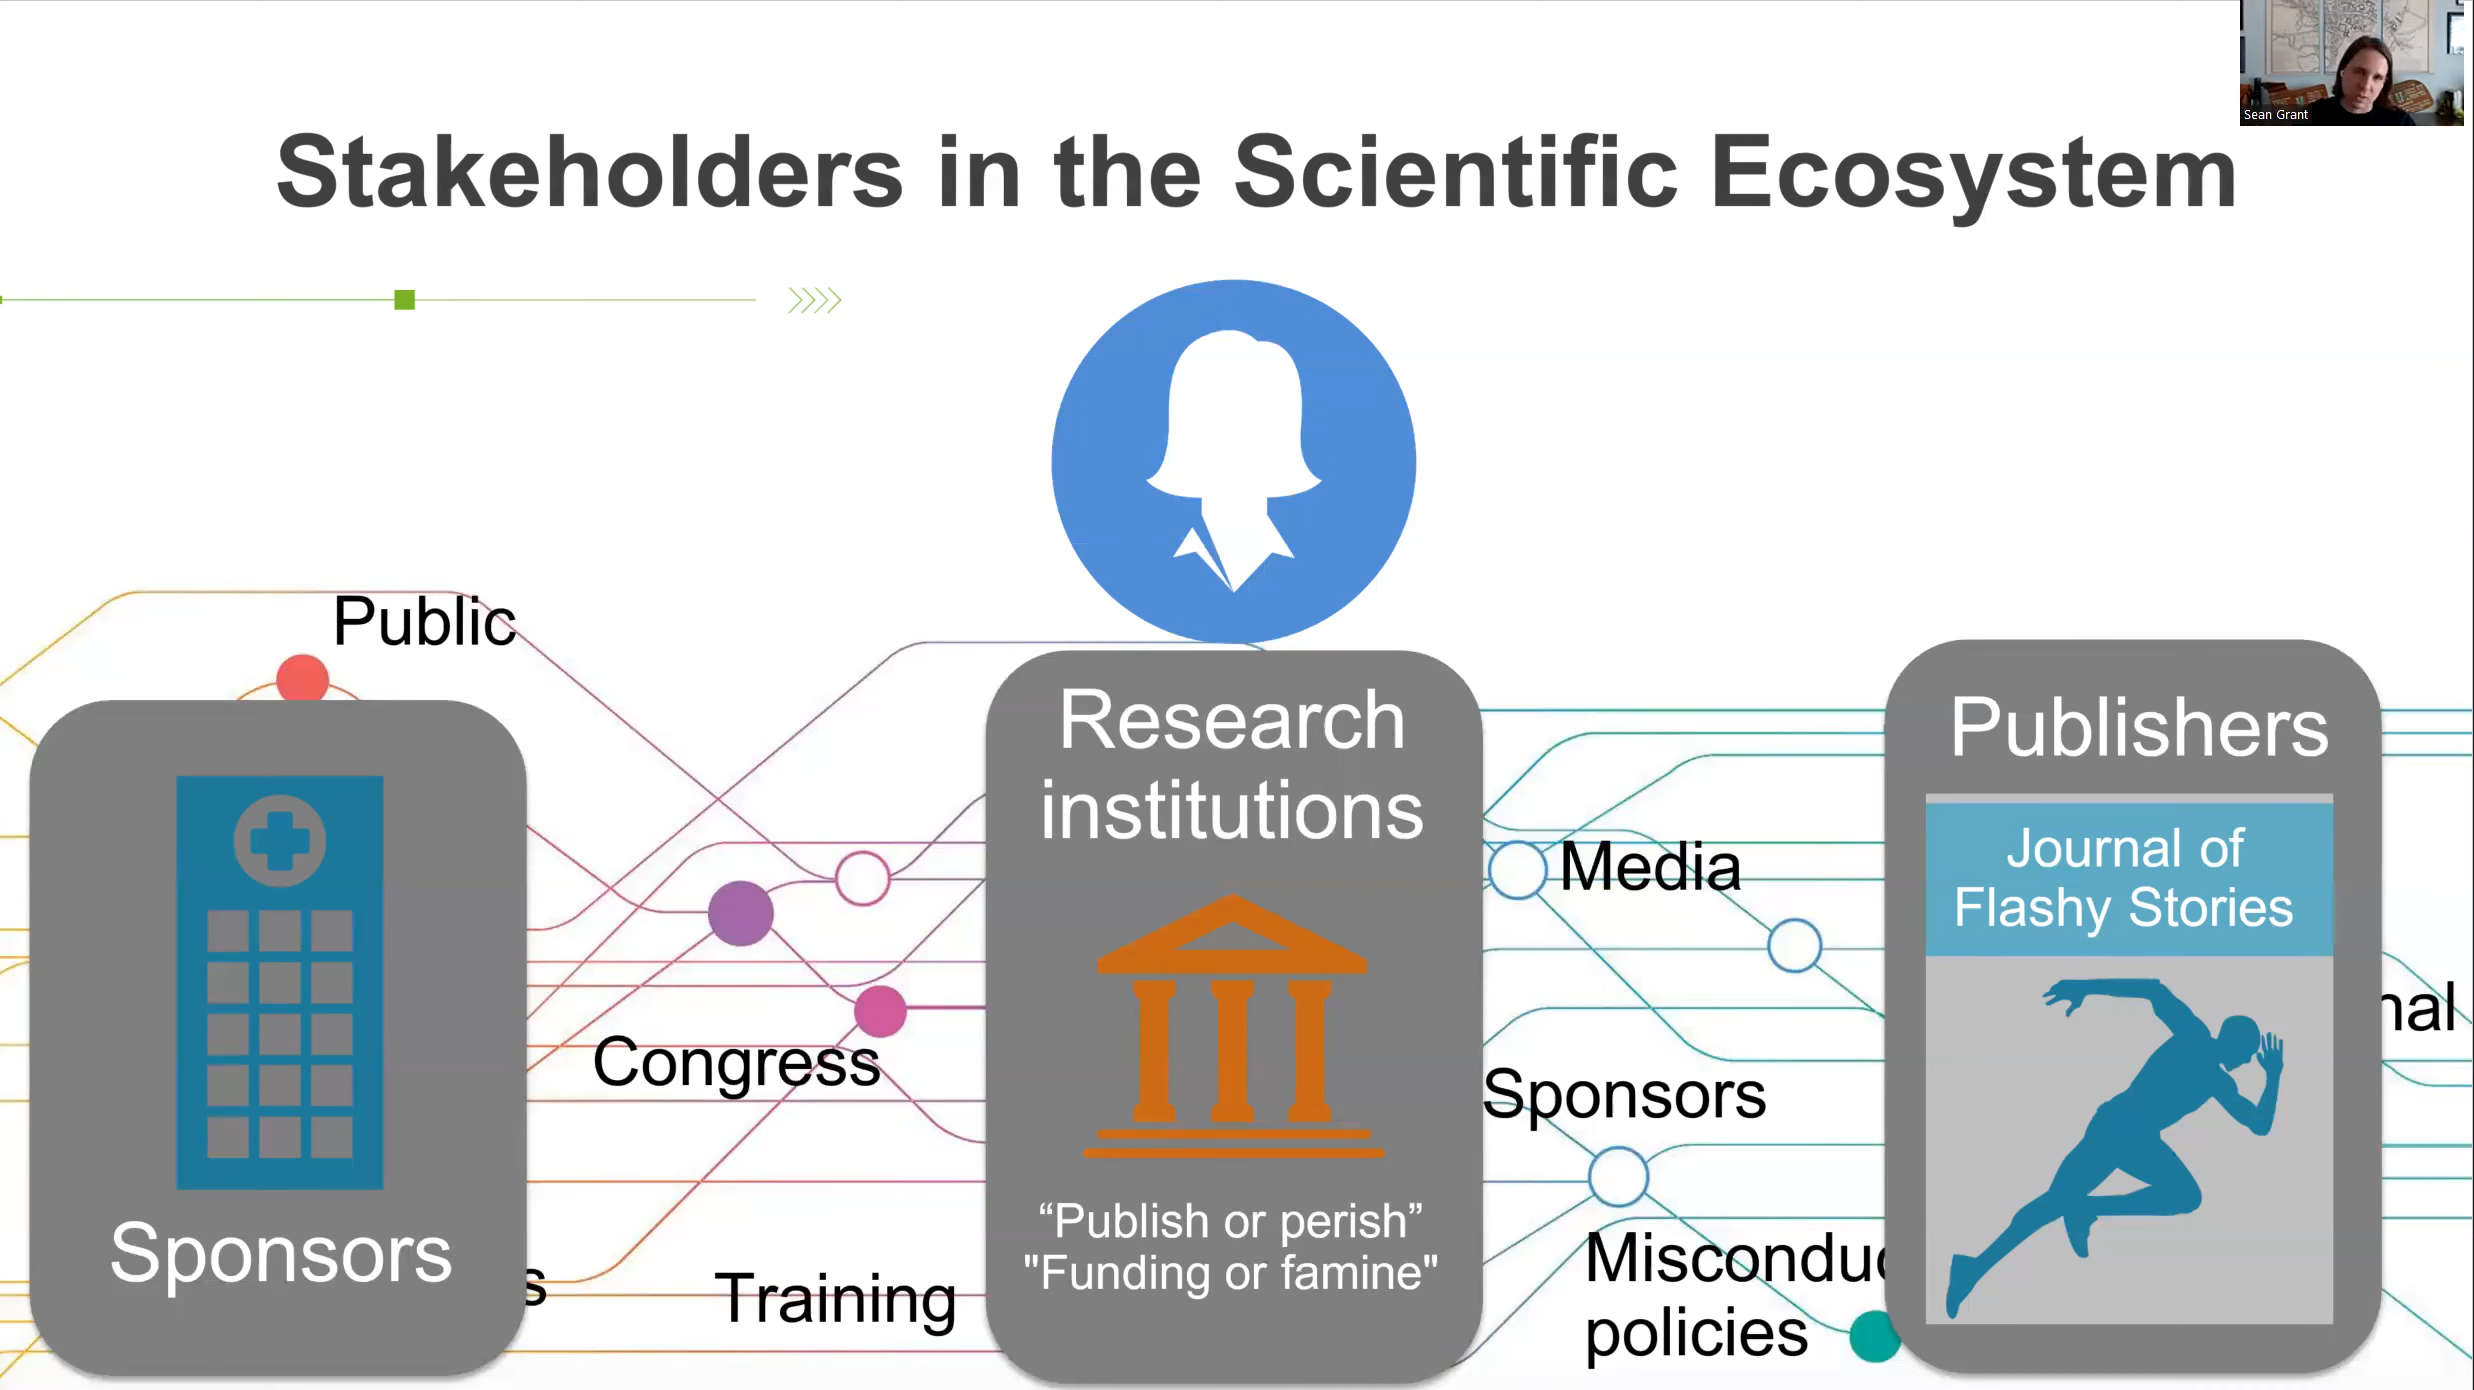 Sean Grant
Stakeholders in the Scientific Ecosystem
Public
Research
institutions
Publishers
Journal of
Flashy Stories
Media
Congress
Sponsors
"Publish or perish"
"Funding or famine"
Sponsors
Training
policies